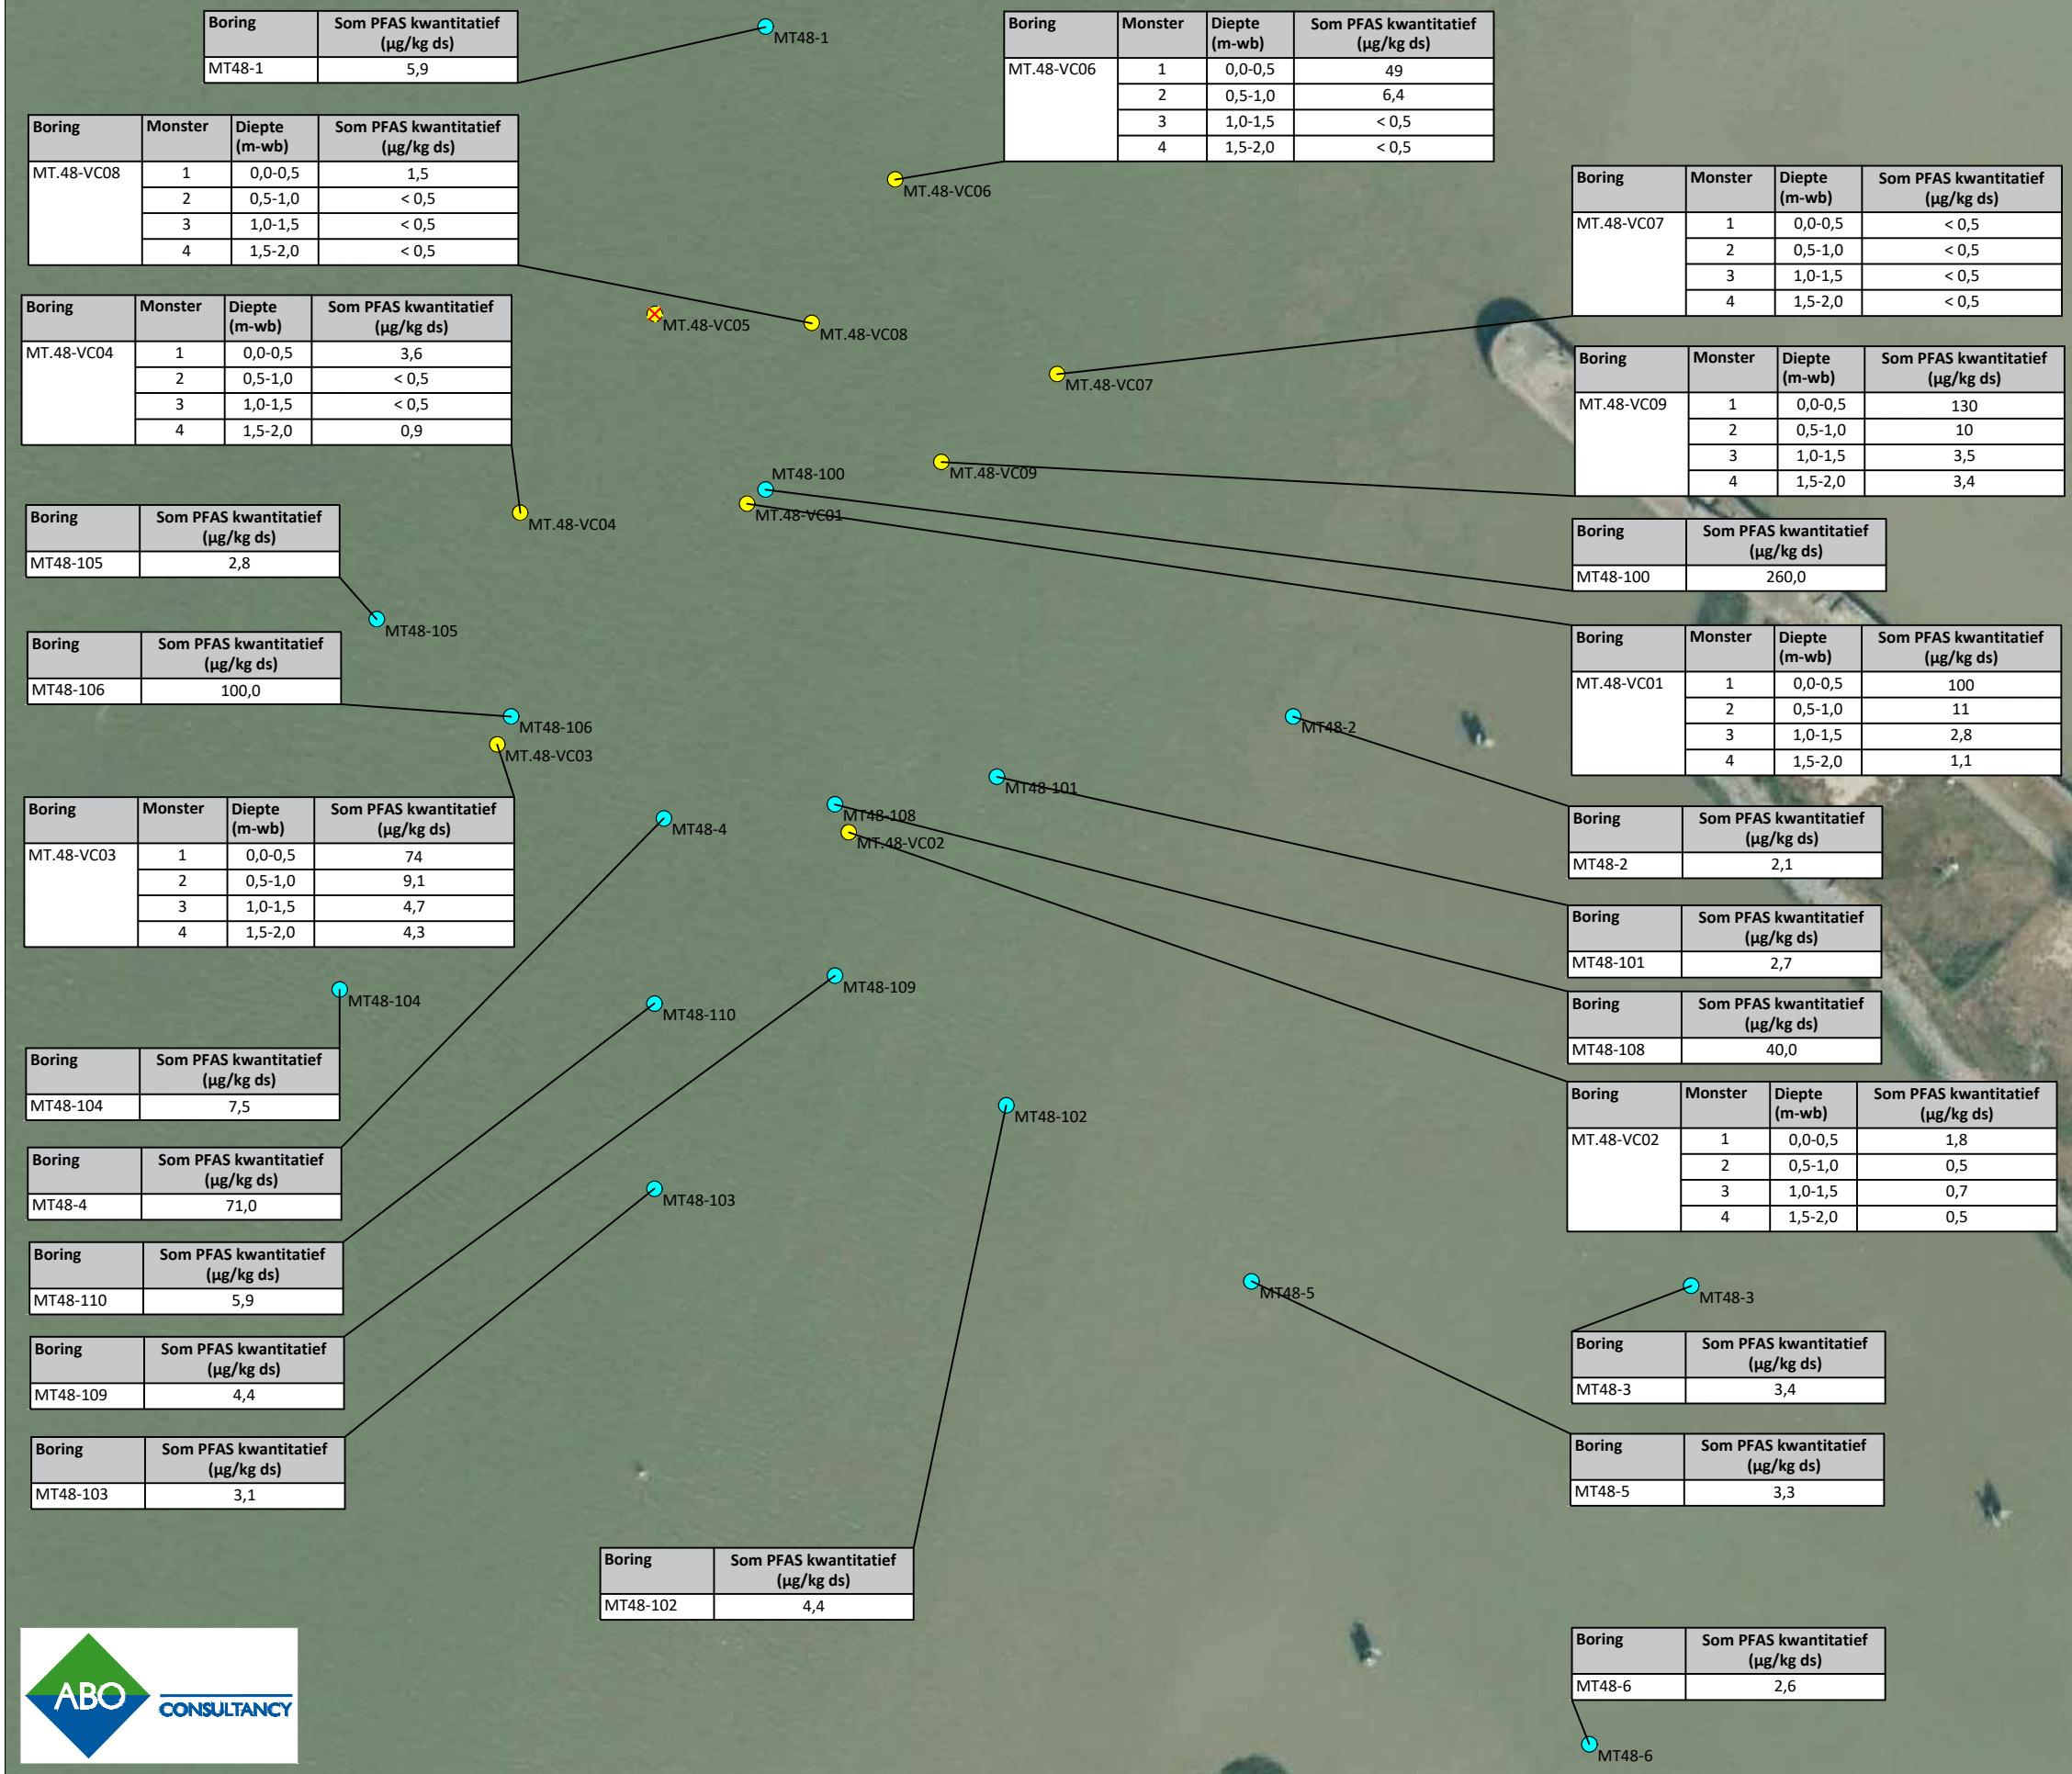 Boring Som PFAS kwantitatief
(µg/kg ds)
MT48-1 5,9
MT48-1
Boring Monster Diepte Som PFAS kwantitatief
(m-wb) (µg/kg ds)
MT.48-VC06 1 0,0-0,5 49
2 0,5-1,0 6,4
3 1,0-1,5 < 0,5
4 1,5-2,0 < 0,5
MT.48-VC06
Boring Monster Diepte Som PFAS kwantitatief
(m-wb) (µg/kg ds)
MT.48-VC08 1 0,0-0,5 1,5
2 0,5-1,0 < 0,5
3 1,0-1,5 < 0,5
4 1,5-2,0 < 0,5
Boring Monster Diepte Som PFAS kwantitatief
(m-wb) (µg/kg ds)
MT.48-VC07 1 0,0-0,5 < 0,5
2 0,5-1,0 < 0,5
3 1,0-1,5 < 0,5
4 1,5-2,0 < 0,5
MT.48-VC05
MT.48-VC08
MT.48-VC07
Boring Monster Diepte Som PFAS kwantitatief
(m-wb) (µg/kg ds)
MT.48-VC04 1 0,0-0,5 3,6
2 0,5-1,0 < 0,5
3 1,0-1,5 < 0,5
4 1,5-2,0 0,9
Boring Monster Diepte Som PFAS kwantitatief
(m-wb) (µg/kg ds)
MT.48-VC09 1 0,0-0,5 130
2 0,5-1,0 10
3 1,0-1,5 3,5
4 1,5-2,0 3,4
MT.48-VC09
MT48-100
MT.48-VC01
MT.48-VC04
Boring Som PFAS kwantitatief
(µg/kg ds)
MT48-105 2,8
MT48-105
Boring Som PFAS kwantitatief
(µg/kg ds)
MT48-100 260,0
Boring Som PFAS kwantitatief
(µg/kg ds)
MT48-106 100,0
MT48-106
MT.48-VC03
Boring Monster Diepte Som PFAS kwantitatief
(m-wb) (µg/kg ds)
MT.48-VC01 1 0,0-0,5 100
2 0,5-1,0 11
3 1,0-1,5 2,8
4 1,5-2,0 1,1
MT48-2
MT48-101
MT48-108
MT.48-VC02
MT48-4
Boring Monster Diepte Som PFAS kwantitatief
(m-wb) (µg/kg ds)
MT.48-VC03 1 0,0-0,5 74
2 0,5-1,0 9,1
3 1,0-1,5 4,7
4 1,5-2,0 4,3
Boring Som PFAS kwantitatief
(µg/kg ds)
MT48-2 2,1
Boring Som PFAS kwantitatief
(µg/kg ds)
MT48-101 2,7
Boring Som PFAS kwantitatief
(µg/kg ds)
MT48-108 40,0
MT48-109
MT48-104
MT48-110
Boring Som PFAS kwantitatief
(µg/kg ds)
MT48-104 7,5
MT48-102
Boring Monster Diepte Som PFAS kwantitatief
(m-wb) (µg/kg ds)
MT.48-VC02 1 0,0-0,5 1,8
2 0,5-1,0 0,5
3 1,0-1,5 0,7
4 1,5-2,0 0,5
Boring Som PFAS kwantitatief
(µg/kg ds)
MT48-4 71,0
MT48-103
Boring Som PFAS kwantitatief
(µg/kg ds)
MT48-110 5,9
MT48-5
MT48-3
Boring Som PFAS kwantitatief
(µg/kg ds)
MT48-109 4,4
Boring Som PFAS kwantitatief
(µg/kg ds)
MT48-3 3,4
Boring Som PFAS kwantitatief
(µg/kg ds)
MT48-103 3,1
Boring Som PFAS kwantitatief
(µg/kg ds)
MT48-5 3,3
Boring Som PFAS kwantitatief
(µg/kg ds)
MT48-102 4,4
Boring Som PFAS kwantitatief
(µg/kg ds)
MT48-6 2,6
MT48-6
ABO
CONSULTANCY